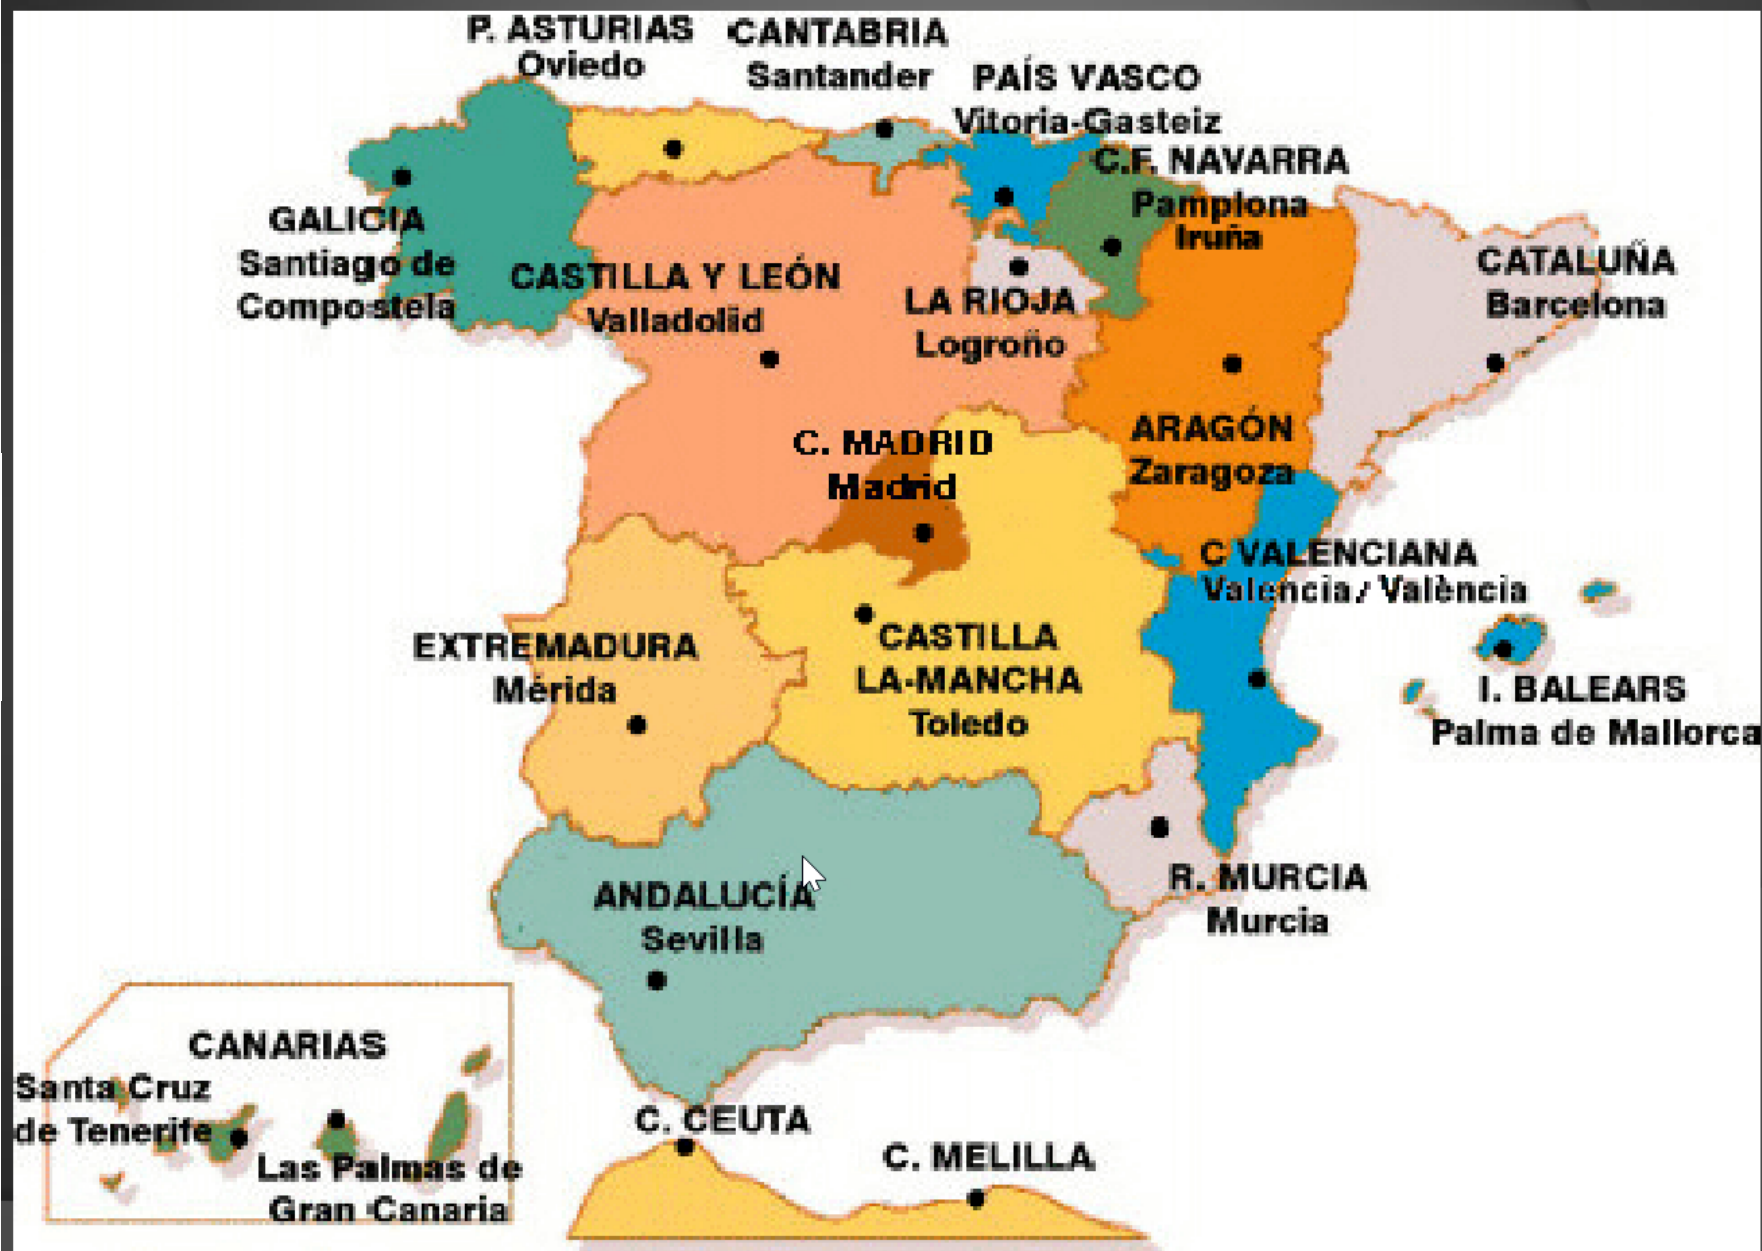 P. ASTURIAS
Oviedo
CANTABRIA
Santander
PAÍS VASCO
Vitoria-Gasteiz
C.F. NAVARRA
Pamplona
Iruña
GALICIA
Santiago de
Compostela
CASTILLA Y LEÓN
Valladolid
LA RIOJA
Logroño
CATALUÑA
Barcelona
ARAGÓN
Zaragoza
C. MADRID
Madrid
C VALENCIANA
Valencia/València
EXTREMADURA
Mérida
CASTILLA
LA-MANCHA
Toledo
I. BALEARS
Palma de Mallorca
ANDALUCÍA
Sevilla
R. MURCIA
Murcia
CANARIAS
Santa Cruz
de Tenerife
Las Palmas de
Gran Canaria
C. CEUTA
C. MELILLA